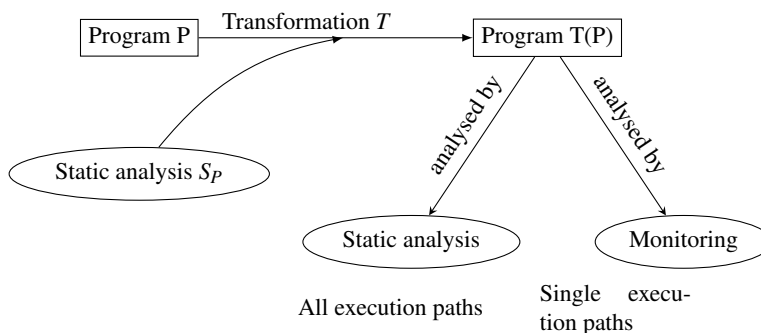 Transformation T
Program P
Program T(P)
analysed by
analysed by
Static analysis S_P
Static analysis
Monitoring
All execution paths
Single execu-
tion paths